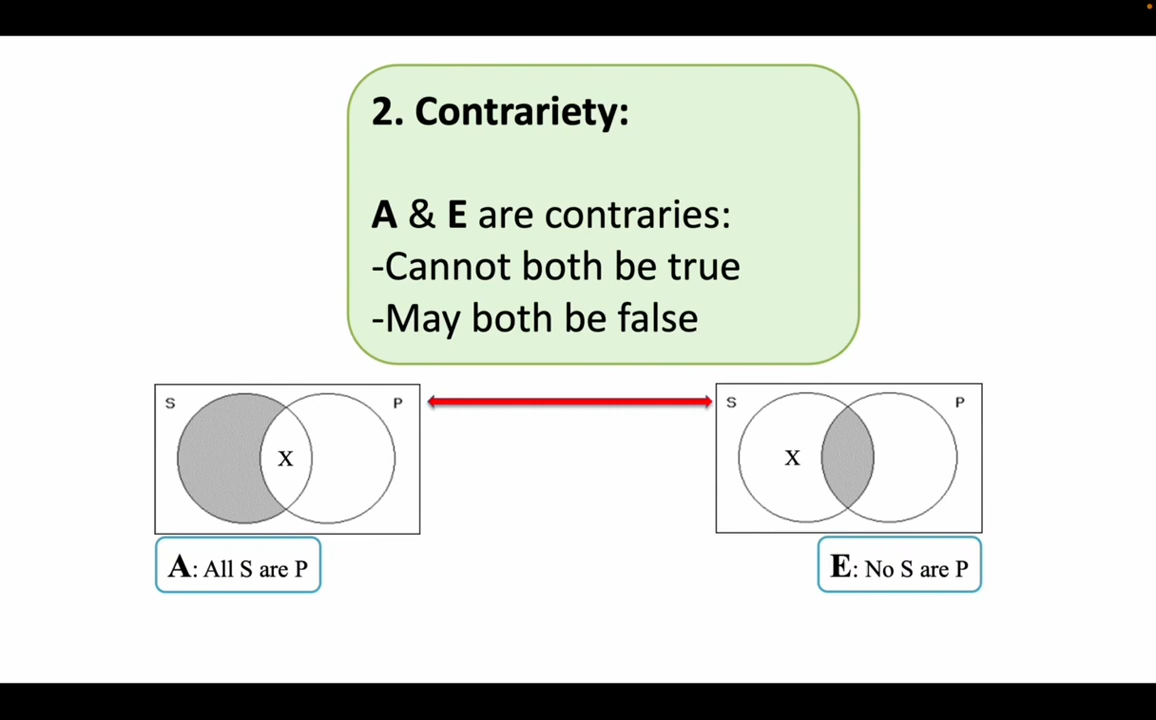 2. Contrariety:
A & E are contraries:
-Cannot both be true
-May both be false
S P
X
S P
X
A: All S are P
E: No S are P